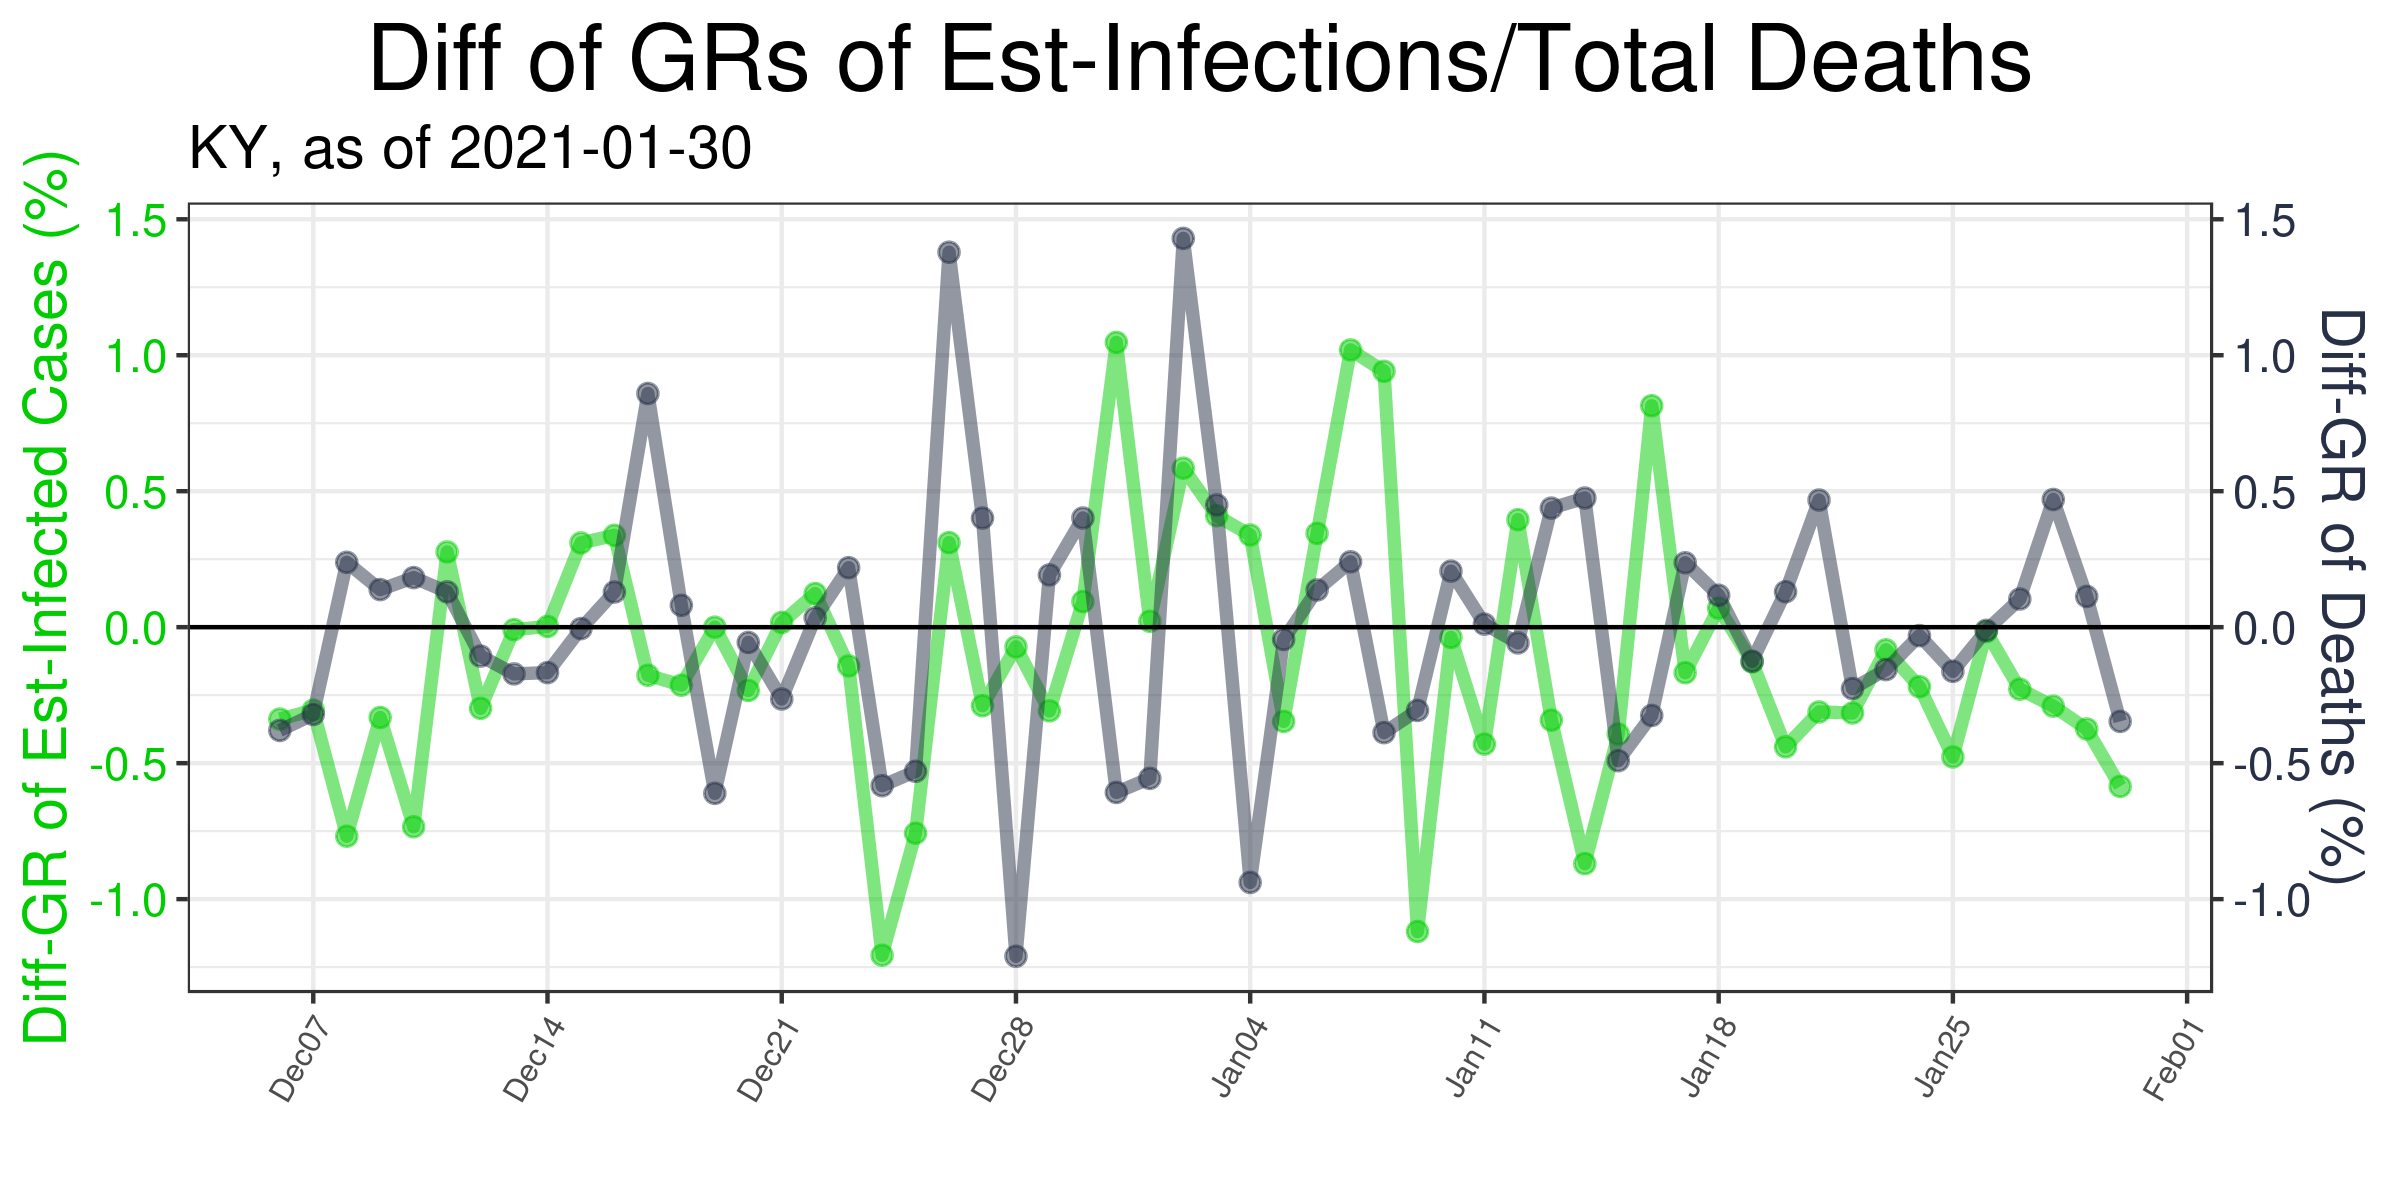 Diff of GRs of Est-Infections/Total Deaths
KY, as of 2021-01-30
Diff-GR of Est-Infected Cases (%)
1.5
1.0
0.5
0.0
-0.5
-1.0
1.5
1.0
0.5
0.0
-0.5
-1.0
Diff-GR of Deaths (%)
Dec07
Dec14
Dec21
Dec28
Jan04
Jan11
Jan18
Jan25
Feb01